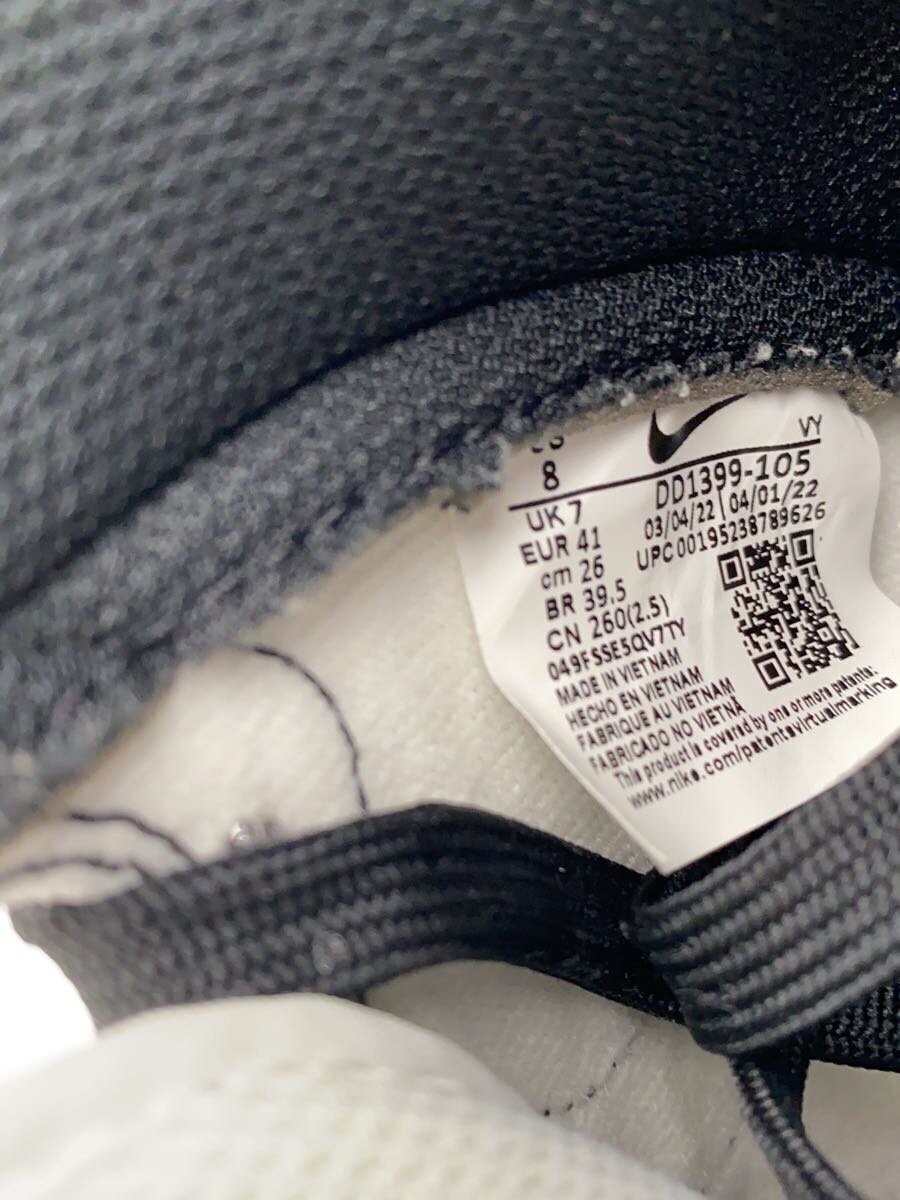 8
VY
UK 7
DD1399-105
EUR 41
03/04/22 04/01/22
cm 26
UPC 00195238789626
BR 39.5
CN 260(2.5)
049FSSE5QV7TY
MADE IN VIETNAM
HECHO EN VIETNAM
FABRIQUE AU VIETNAM
FABRICADO NO VIETNÃ
This product is covered by one or more patents:
www.nike.com/patentsvirtualmarking